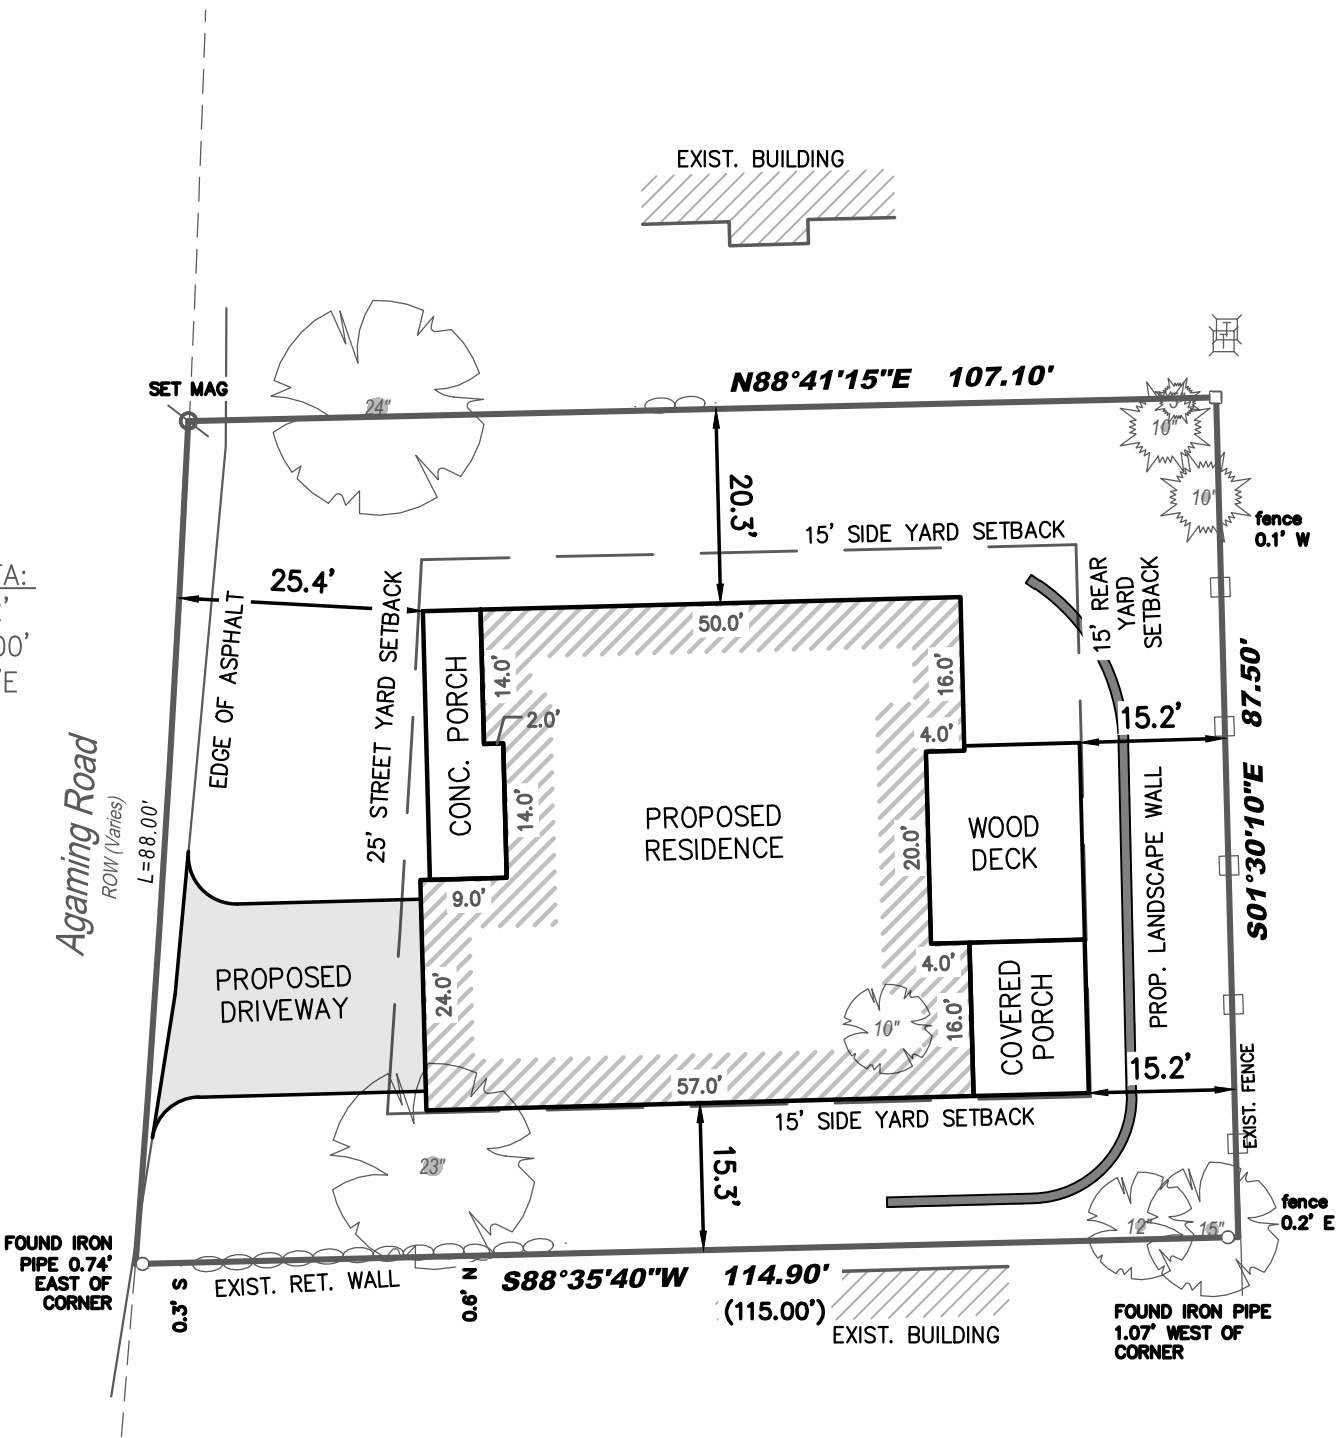 EXIST. BUILDING
N88°41'15"E 107.10'
SET MAG
24"
10"
10"
fence
0.1' W
20.3'
15' SIDE YARD SETBACK
25.4'
TA:
00'
'E
EDGE OF ASPHALT
25' STREET YARD SETBACK
15' REAR
YARD
SETBACK
50.0'
CONC. PORCH
14.0'
2.0'
14.0'
16.0'
4.0'
15.2'
S01°30'10"E 87.50'
Agaming Road
ROW (Varies)
L=88.00'
PROPOSED
RESIDENCE
20.0'
WOOD
DECK
PROP. LANDSCAPE WALL
9.0'
PROPOSED
DRIVEWAY
24.0'
4.0'
16.0'
10"
COVERED
PORCH
57.0'
15.2'
EXIST. FENCE
15' SIDE YARD SETBACK
23"
15.3'
12"
15"
fence
0.2' E
FOUND IRON
PIPE 0.74'
EAST OF
CORNER
0.3' S
EXIST. RET. WALL
0.6' N
S88°35'40"W 114.90'
(115.00')
EXIST. BUILDING
FOUND IRON PIPE
1.07' WEST OF
CORNER